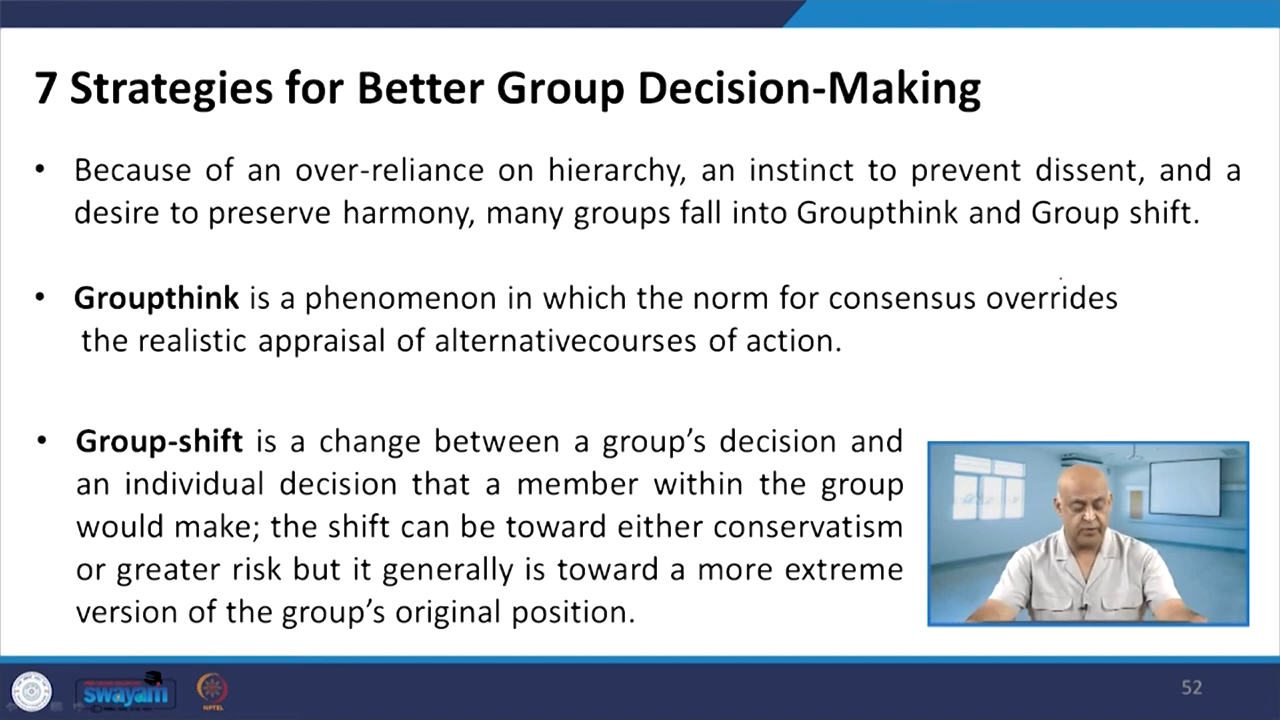 7 Strategies for Better Group Decision-Making
• Because of an over-reliance on hierarchy, an instinct to prevent dissent, and a
desire to preserve harmony, many groups fall into Groupthink and Group shift.
• Groupthink is a phenomenon in which the norm for consensus overrides
the realistic appraisal of alternativecourses of action.
• Group-shift is a change between a group’s decision and
an individual decision that a member within the group
would make; the shift can be toward either conservatism
or greater risk but it generally is toward a more extreme
version of the group’s original position.
swayam
NPTEL
52